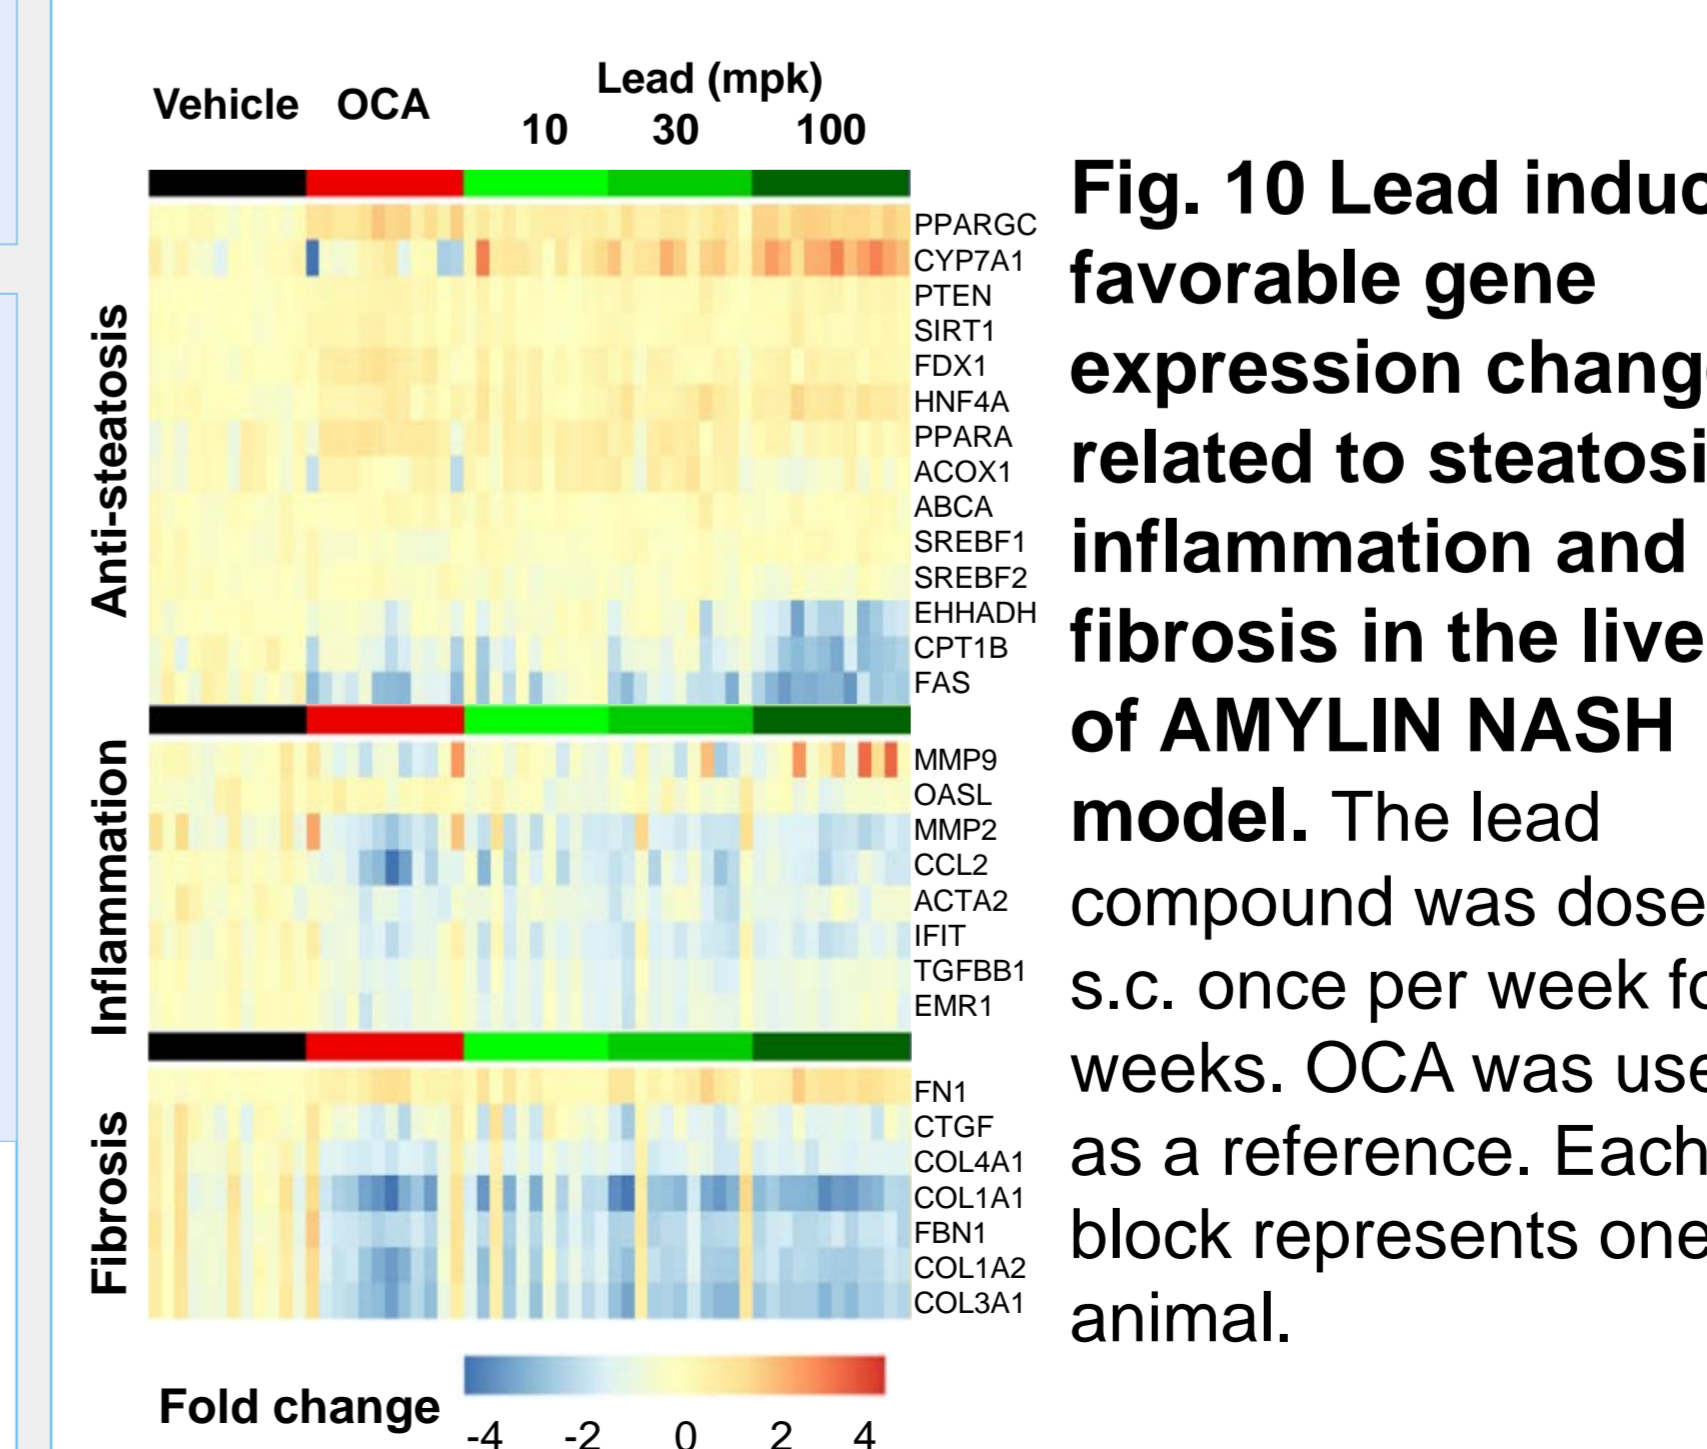 Vehicle OCA Lead (mpk)
10 30 100
Anti-steatosis
PPARGC
CYP7A1
PTEN
SIRT1
FDX1
HNF4A
PPARA
ACOX1
ABCA
SREBF1
SREBF2
EHHADH
CPT1B
FAS
Inflammation
MMP9
OASL
MMP2
CCL2
ACTA2
IFIT
TGFBB1
EMR1
Fibrosis
FN1
CTGF
COL4A1
COL1A1
FBN1
COL1A2
COL3A1
Fold change
-4 -2 0 2 4
Fig. 10 Lead induc
favorable gene
expression chang
related to steatosi
inflammation and
fibrosis in the live
of AMYLIN NASH
model. The lead
compound was dose
s.c. once per week fo
weeks. OCA was use
as a reference. Each
block represents one
animal.